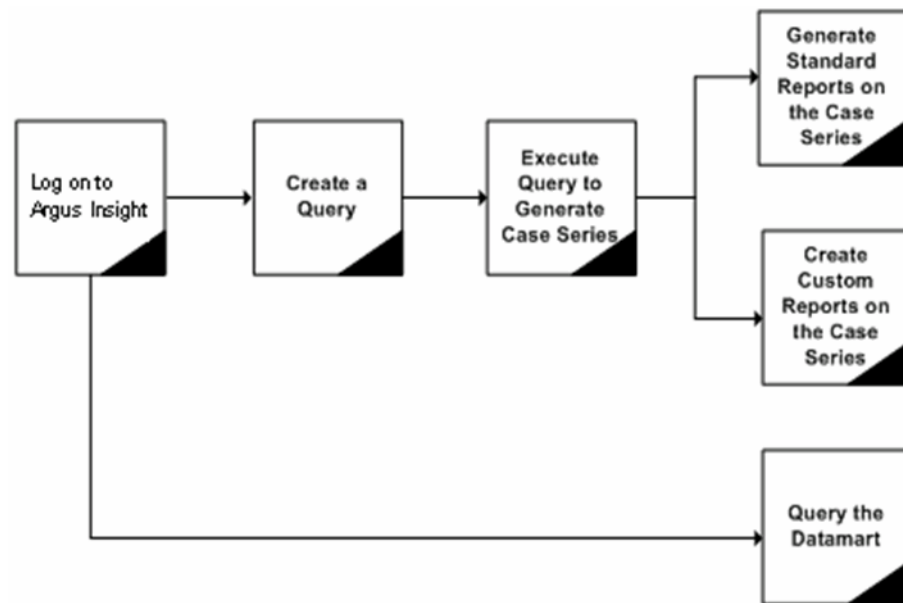 Log on to
Argus Insight
Create a
Query
Execute
Query to
Generate
Case Series
Generate
Standard
Reports on
the Case
Series
Create
Custom
Reports on
the Case
Series
Query the
Datamart